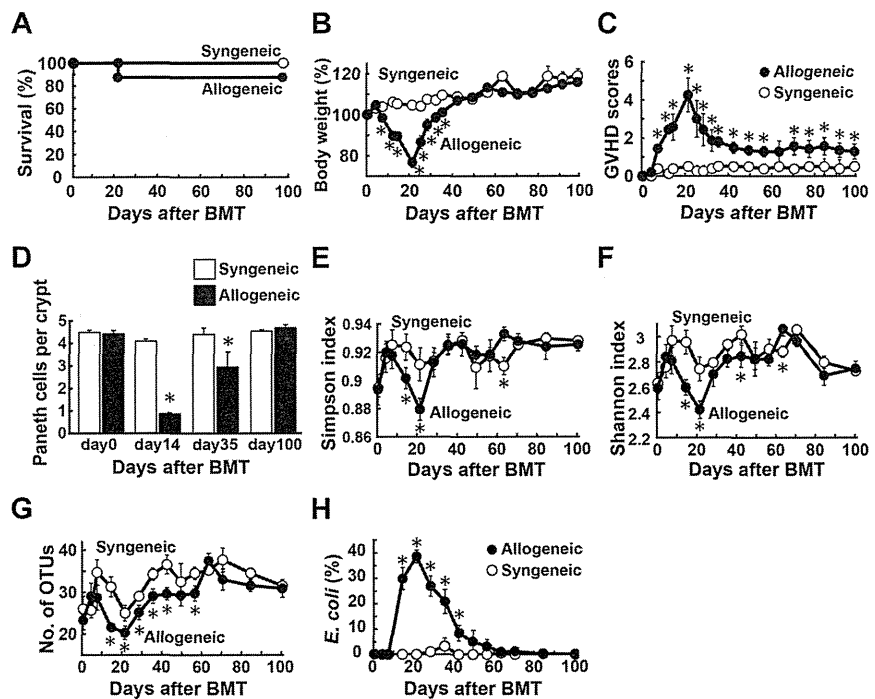 A
Survival (%)
100
80
60
40
20
0
Syngeneic
Allogeneic
0 20 40 60 80 100
Days after BMT
B
Body weight (%)
120
100
80
Syngeneic
Allogeneic
* * * * * * * *
0 20 40 60 80 100
Days after BMT
C
GVHD scores
6
4
2
0
Allogeneic
Syngeneic
* * * * * * * * * * * * * * * *
0 20 40 60 80 100
Days after BMT
D
Syngeneic
Allogeneic
Paneth cells per crypt
5
4
3
2
1
0
* *
day0 day14 day35 day100
Days after BMT
E
Simpson index
0.94
0.92
0.9
0.88
0.86
Syngeneic
Allogeneic
* * *
0 20 40 60 80 100
Days after BMT
F
Shannon index
3
2.8
2.6
2.4
2.2
Syngeneic
Allogeneic
* * * *
0 20 40 60 80 100
Days after BMT
G
No. of OTUs
40
30
20
Syngeneic
Allogeneic
* * * * * *
0 20 40 60 80 100
Days after BMT
H
E. coli (%)
40
30
20
10
0
Allogeneic
Syngeneic
* * * * *
0 20 40 60 80 100
Days after BMT